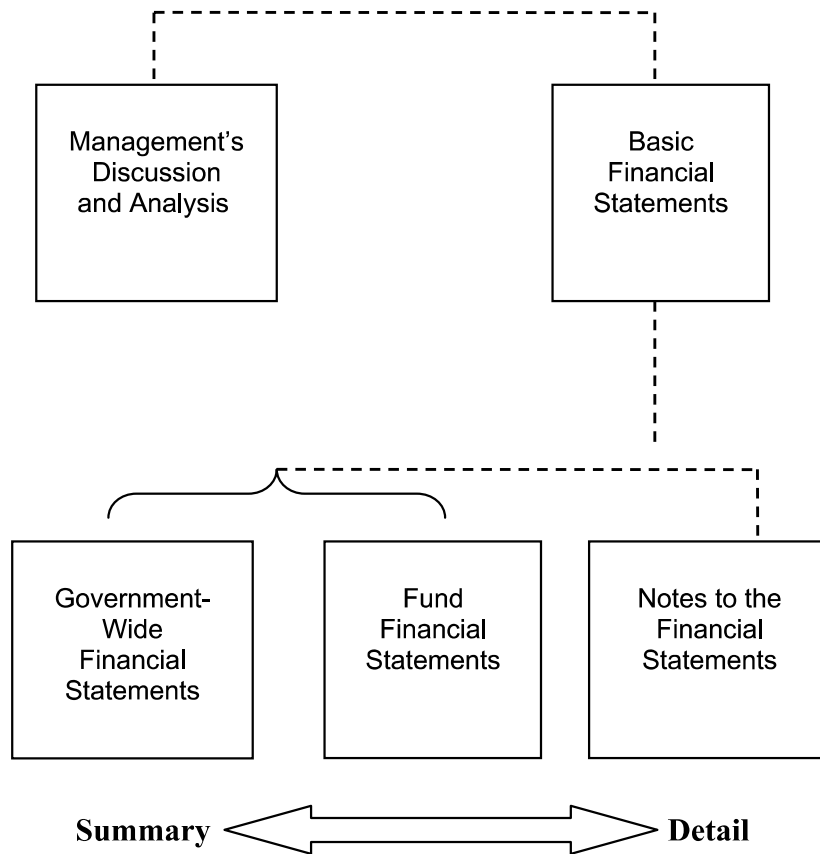 Management’s
Discussion
and Analysis
Basic
Financial
Statements
Government-
Wide
Financial
Statements
Fund
Financial
Statements
Notes to the
Financial
Statements
Summary
Detail